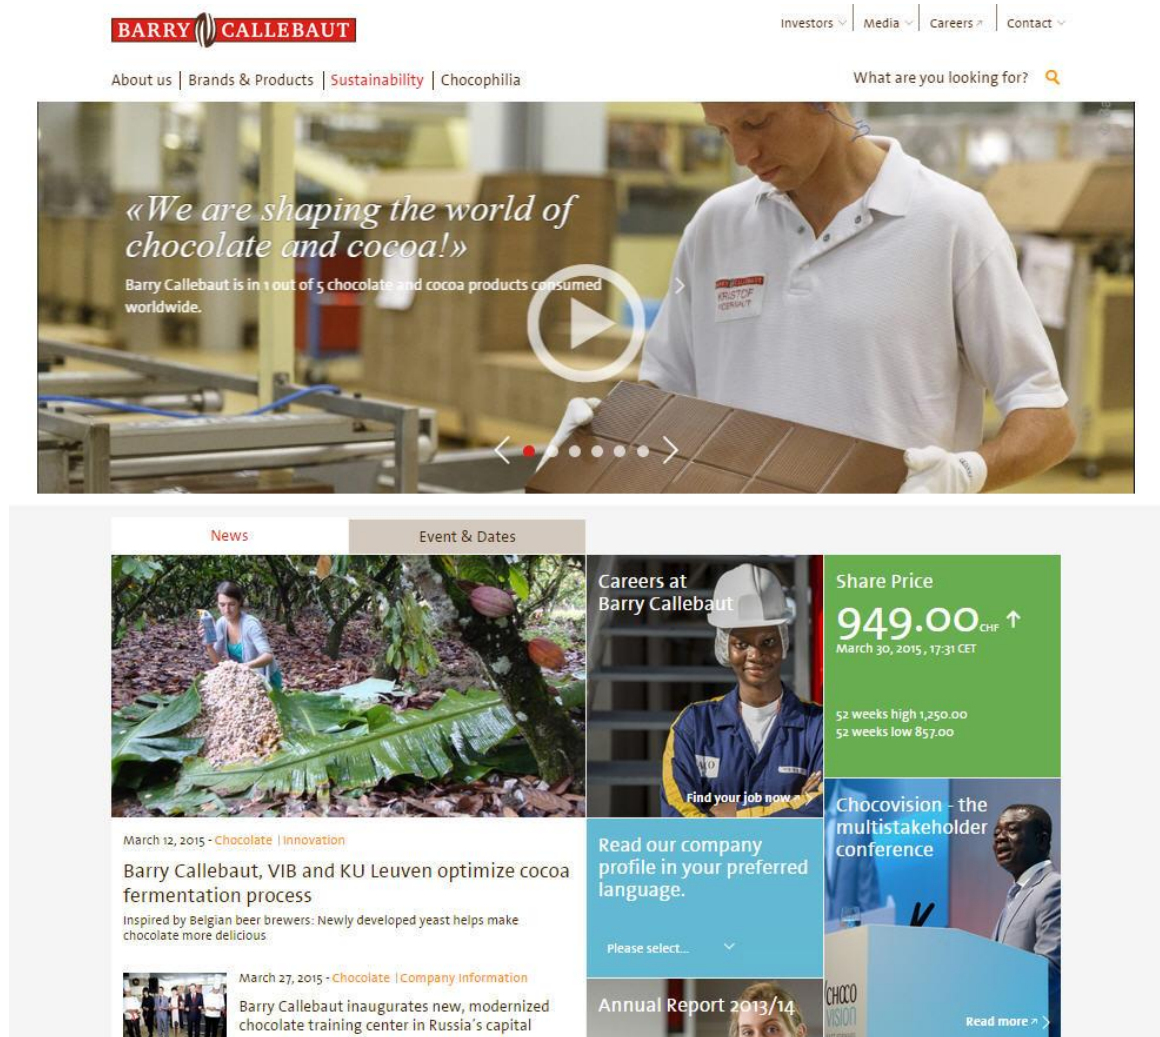 BARRY CALLEBAUT
Investors
Media
Careers
Contact
About us | Brands & Products | Sustainability | Chocophilia
What are you looking for?
«We are shaping the world of
chocolate and cocoa!»
Barry Callebaut is in 1 out of 5 chocolate and cocoa products consumed
worldwide.
BARRY CALLEBAUT
KRISTOF
News
Event & Dates
Careers at
Barry Callebaut
Find your job now
Share Price
949.00 CHF
March 30, 2015, 17:31 CET
52 weeks high 1,250.00
52 weeks low 857.00
March 12, 2015 - Chocolate | Innovation
Barry Callebaut, VIB and KU Leuven optimize cocoa
fermentation process
Inspired by Belgian beer brewers: Newly developed yeast helps make
chocolate more delicious
March 27, 2015 - Chocolate | Company Information
Barry Callebaut inaugurates new, modernized
chocolate training center in Russia´s capital
Read our company
profile in your preferred
language.
Please select...
Annual Report 2013/14
Chocovision - the
multistakeholder
conference
CHOCO
VISION
Read more